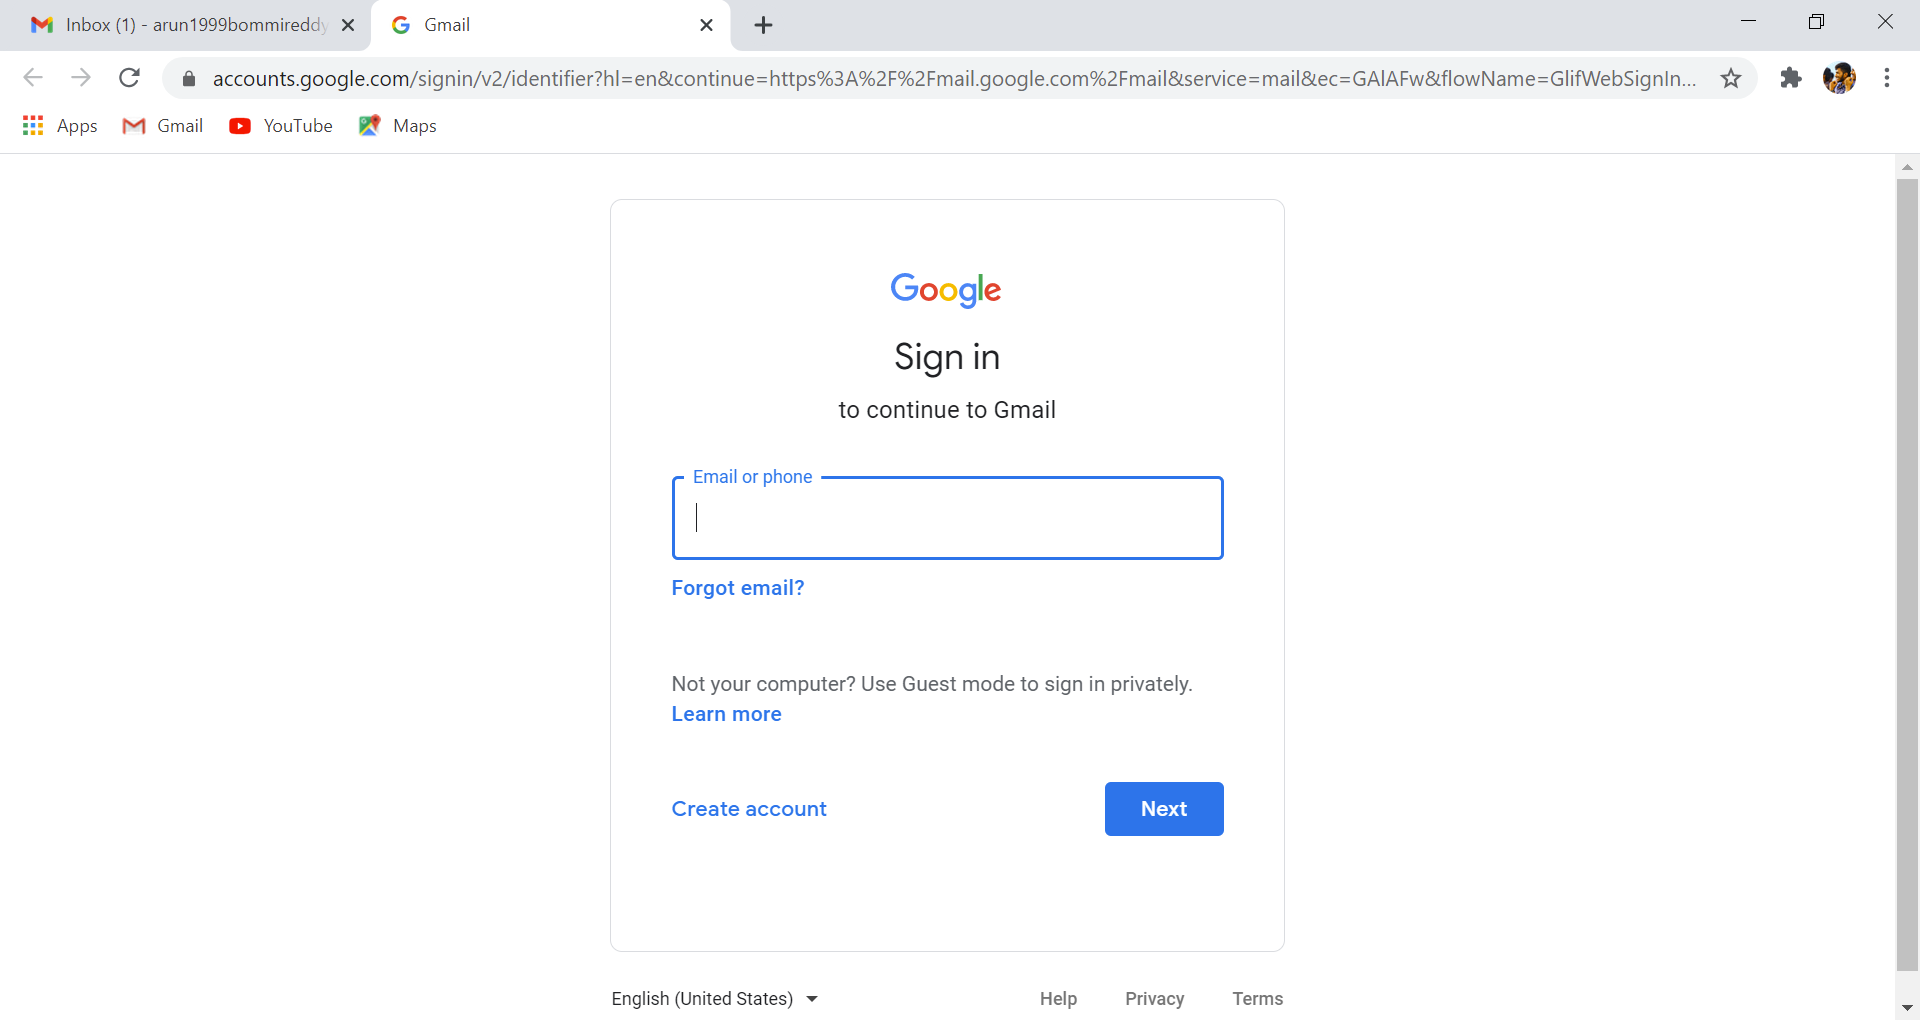 Inbox (1) - arun1999bommireddy
Gmail
accounts.google.com/signin/v2/identifier?hl=en&continue=https%3A%2F%2Fmail.google.com%2Fmail&service=mail&ec=GAlAFw&flowName=GlifWebSignIn...
Apps Gmail YouTube Maps
Google
Sign in
to continue to Gmail
Email or phone
Forgot email?
Not your computer? Use Guest mode to sign in privately.
Learn more
Create account Next
English (United States) Help Privacy Terms